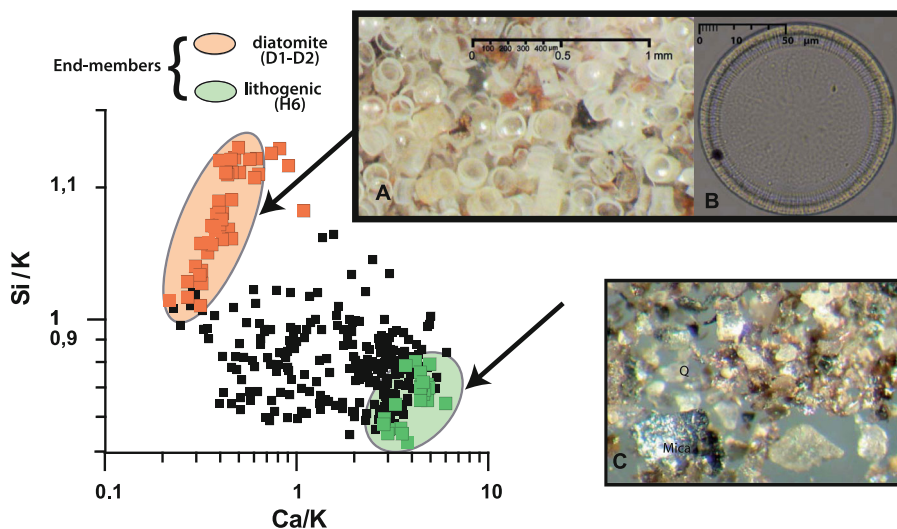 End-members
diatomite
(D1-D2)
lithogenic
(H6)
1,1
1
0,9
Si/K
0.1
1
10
Ca/K
0
100 200 300 400 µm
0.5
1 mm
A
0
10
50 µm
B
Q
Mica
C